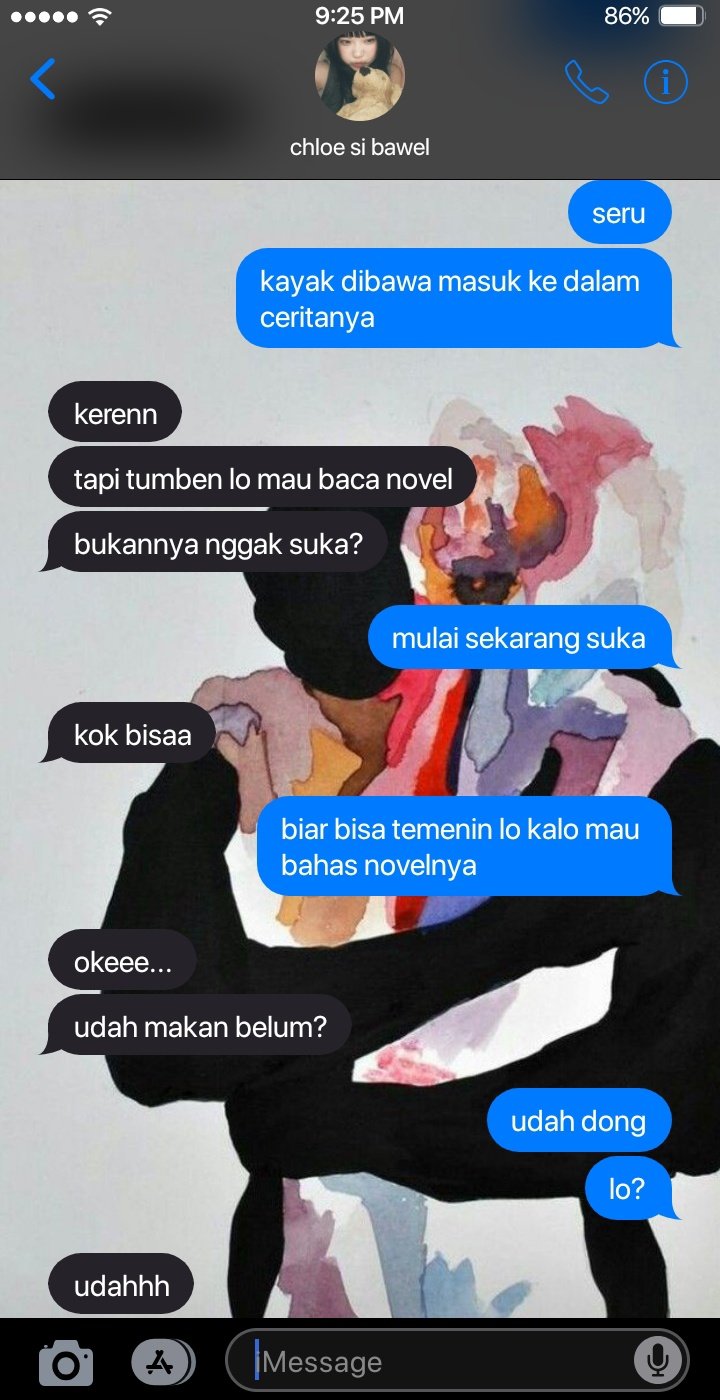 9:25 PM
86%
chloe si bawel
seru
kayak dibawa masuk ke dalam
ceritanya
kerenn
tapi tumben lo mau baca novel
bukannya nggak suka?
mulai sekarang suka
kok bisaa
biar bisa temenin lo kalo mau
bahas novelnya
okeee...
udah makan belum?
udah dong
lo?
udahhh
iMessage